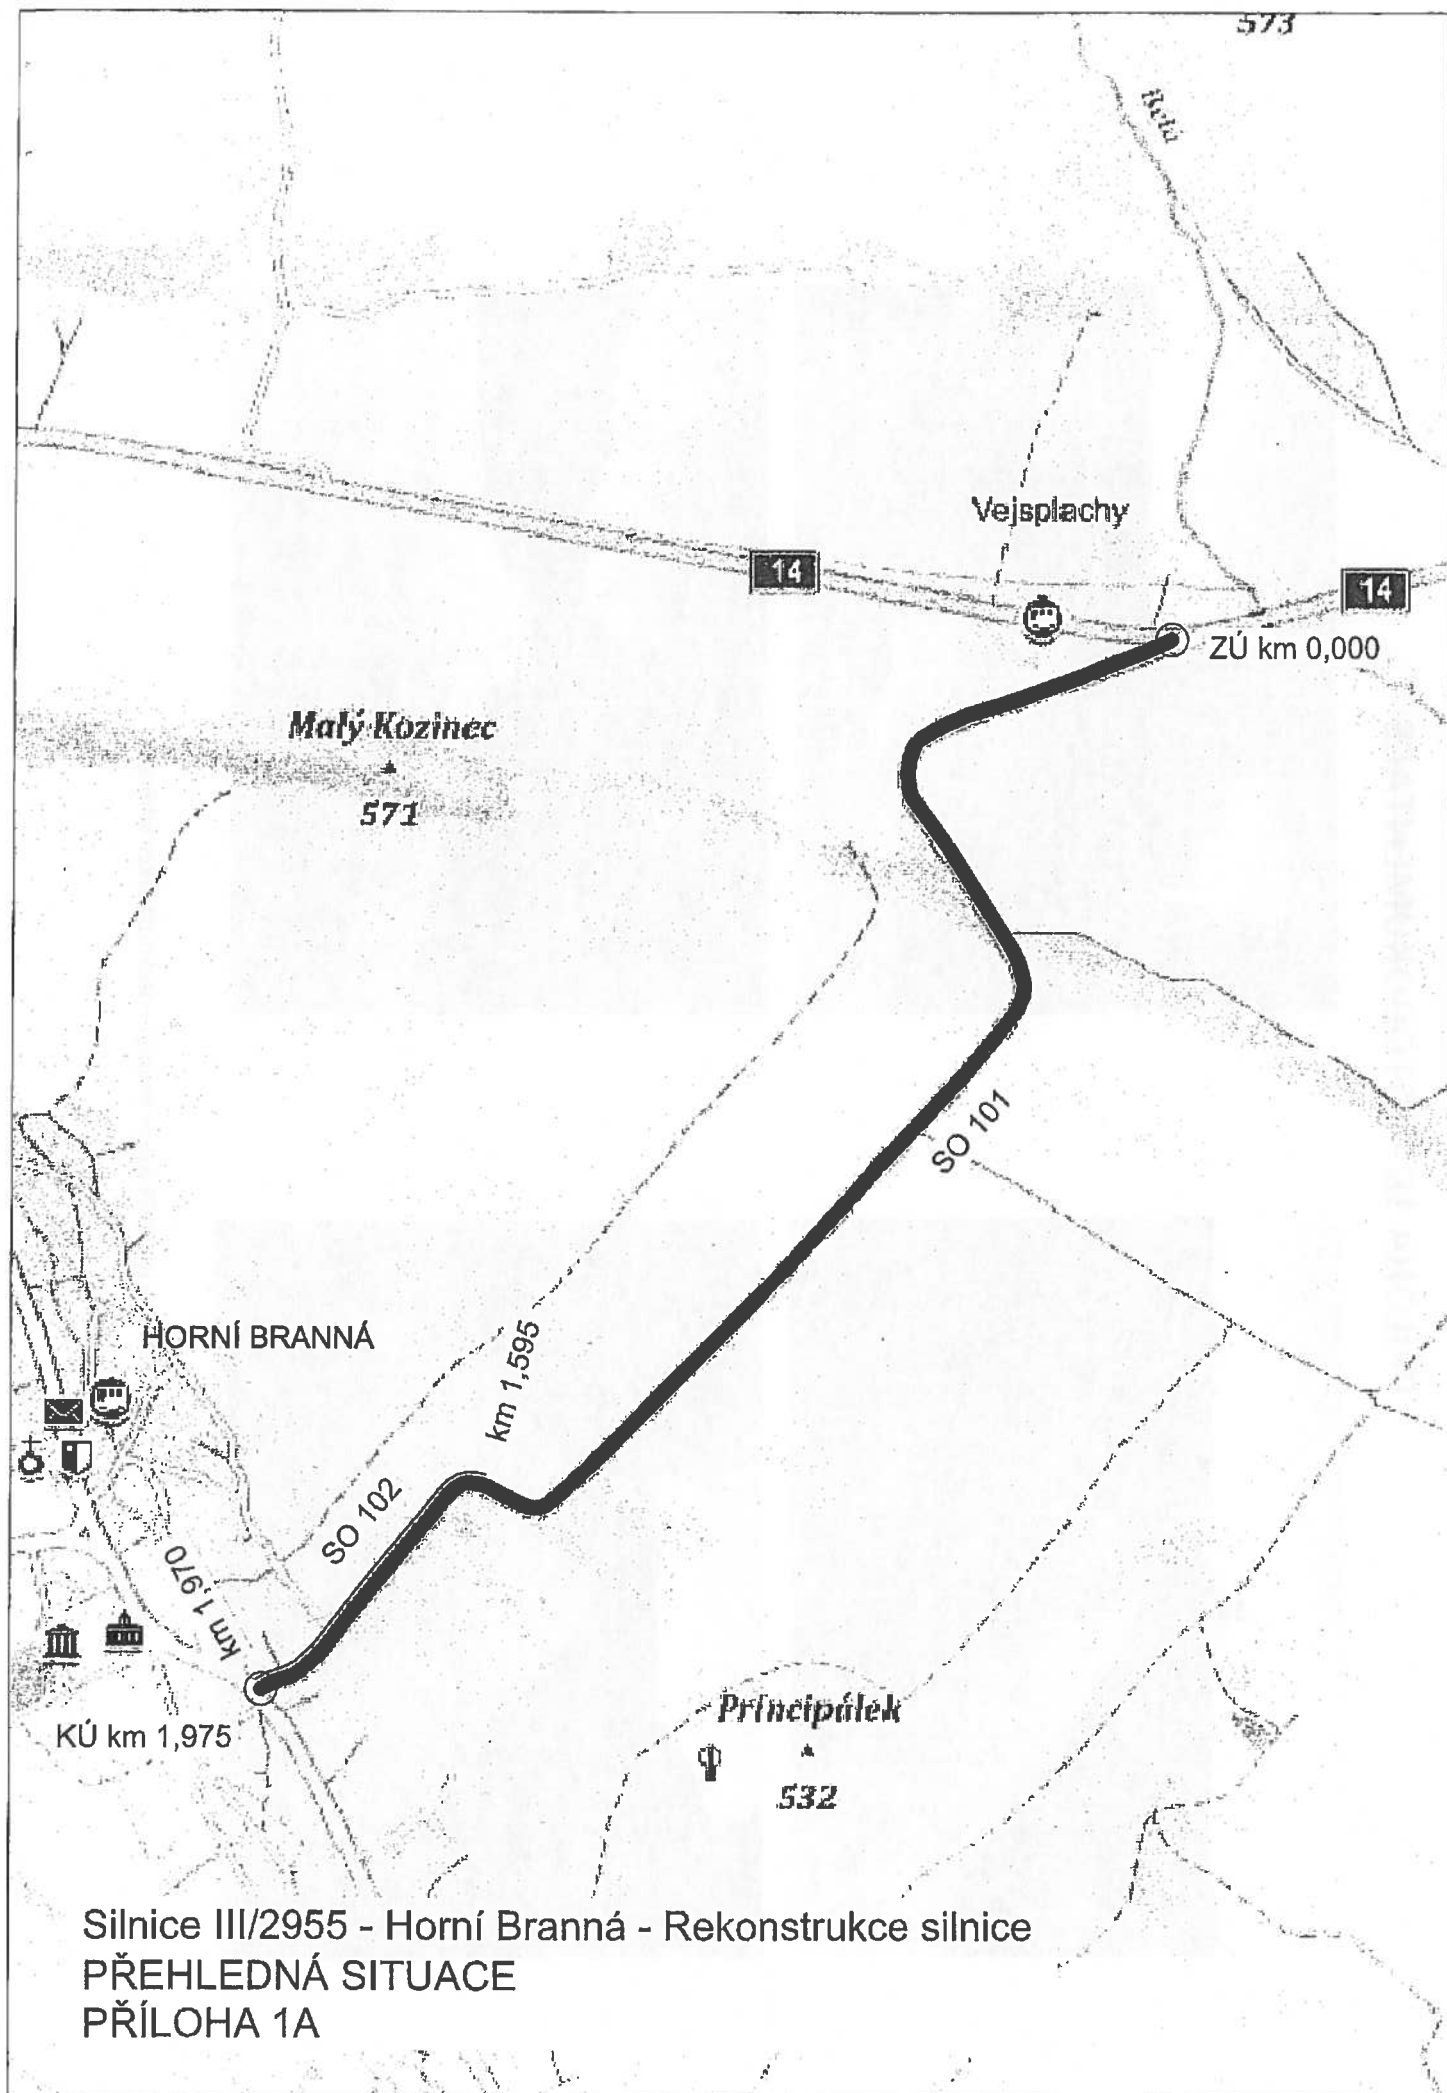 573
Belá
Vejsplachy
14
14
ZÚ km 0,000
Malý Kozinec
571
SO 101
HORNÍ BRANNÁ
km 1,595
SO 102
km 1,970
KÚ km 1,975
Principálek
532
Silnice III/2955 - Horní Branná - Rekonstrukce silnice
PŘEHLEDNÁ SITUACE
PŘÍLOHA 1A